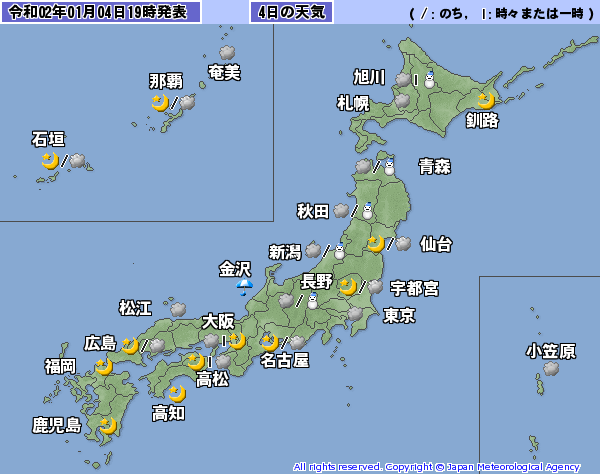 令和02年01月04日19時発表 4日の天気 ( /: のち, |: 時々または一時 )
奄美
那覇
石垣
旭川
札幌
釧路
青森
秋田
仙台
新潟
金沢
長野
宇都宮
松江
大阪
東京
広島
名古屋
福岡
高松
小笠原
高知
鹿児島
All rights reserved. Copyright © Japan Meteorological Agency